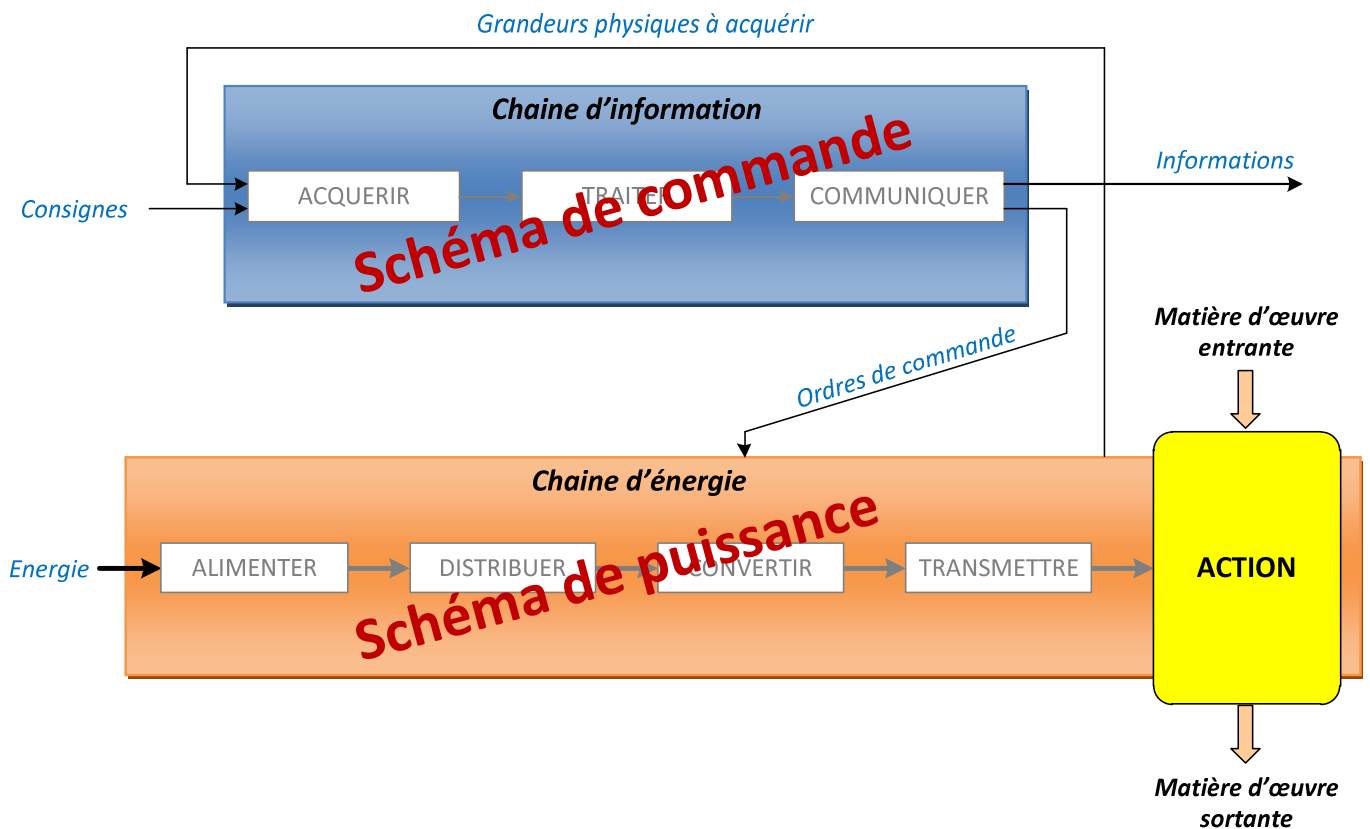 Grandeurs physiques à acquérir
Chaine d’information
Schéma de commande
Informations
Consignes
ACQUERIR
TRAITER
COMMUNIQUER
Ordres de commande
Matière d’œuvre
entrante
Chaine d’énergie
Schéma de puissance
Energie
ALIMENTER
DISTRIBUER
CONVERTIR
TRANSMETTRE
ACTION
Matière d’œuvre
sortante